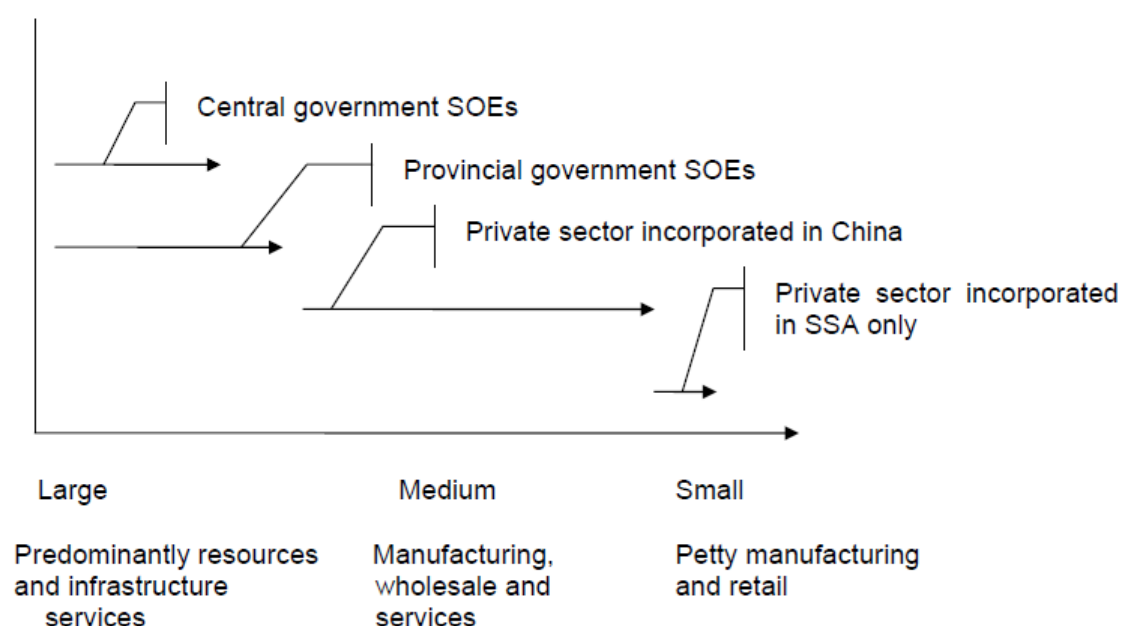 Central government SOEs
Provincial government SOEs
Private sector incorporated in China
Private sector incorporated
in SSA only
Large
Medium
Small
Predominantly resources
and infrastructure
services
Manufacturing,
wholesale and
services
Petty manufacturing
and retail